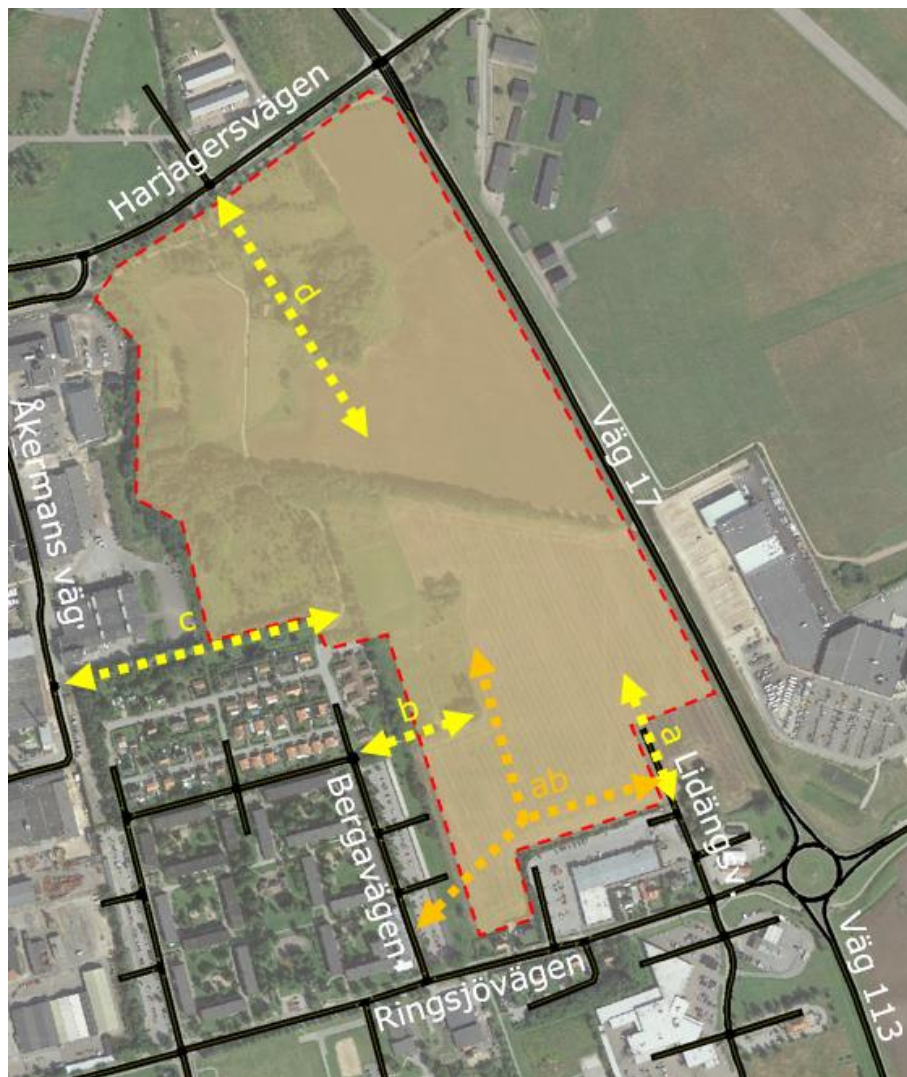 Harjagersvägen
d
Väg 17
Åkermans väg
c
b
a
ab
Lidängsv.
Bergavägen
Ringsjövägen
Väg 113